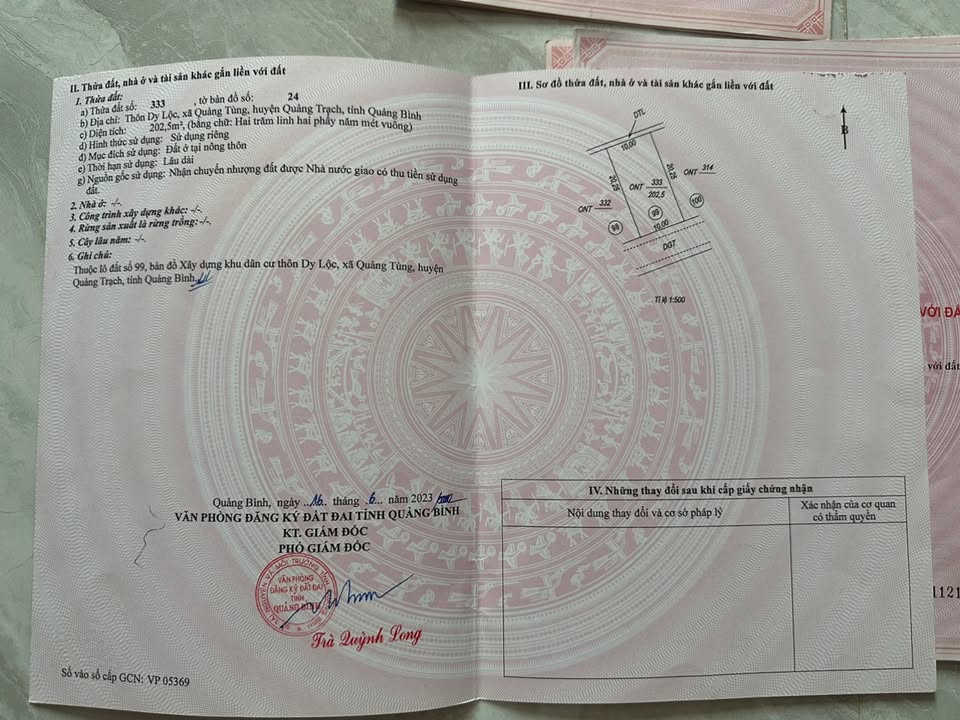 II. Thửa đất, nhà ở và tài sản khác gắn liền với đất
1. Thửa đất:
a) Thửa đất số: 333 , tờ bản đồ số: 24
b) Địa chỉ: Thôn Dy Lộc, xã Quảng Tùng, huyện Quảng Trạch, tỉnh Quảng Bình
c) Diện tích: 202,5m², (bằng chữ: Hai trăm linh hai phẩy năm mét vuông)
d) Hình thức sử dụng: Sử dụng riêng
đ) Mục đích sử dụng: Đất ở tại nông thôn
e) Thời hạn sử dụng: Lâu dài
g) Nguồn gốc sử dụng: Nhận chuyển nhượng đất được Nhà nước giao có thu tiền sử dụng
đất.
2. Nhà ở: -/-
3. Công trình xây dựng khác: -/-
4. Rừng sản xuất là rừng trồng:-/-
5. Cây lâu năm: -/-
6. Ghi chú:
Thuộc lô đất số 99, bản đồ Xây dựng khu dân cư thôn Dy Lộc, xã Quảng Tùng, huyện
Quảng Trạch, tỉnh Quảng Bình.
Quảng Bình, ngày ..16.. tháng .6... năm 2023
VĂN PHÒNG ĐĂNG KÝ ĐẤT ĐAI TỈNH QUẢNG BÌNH
KT. GIÁM ĐỐC
PHÓ GIÁM ĐỐC
VĂN PHÒNG
ĐĂNG KÝ ĐẤT ĐAI
TỈNH
QUẢNG BÌNH
Trà Quỳnh Long
Số vào sổ cấp GCN: VP 05369
III. Sơ đồ thửa đất, nhà ở và tài sản khác gắn liền với đất
DTL
B
10.00
20.25
20.25
ONT 314
ONT 333
202,5
ONT 332
98
99
100
10.00
DGT
Tỉ lệ 1:500
IV. Những thay đổi sau khi cấp giấy chứng nhận
Nội dung thay đổi và cơ sở pháp lý
Xác nhận của cơ quan
có thẩm quyền
VỚI ĐẤ
với đất